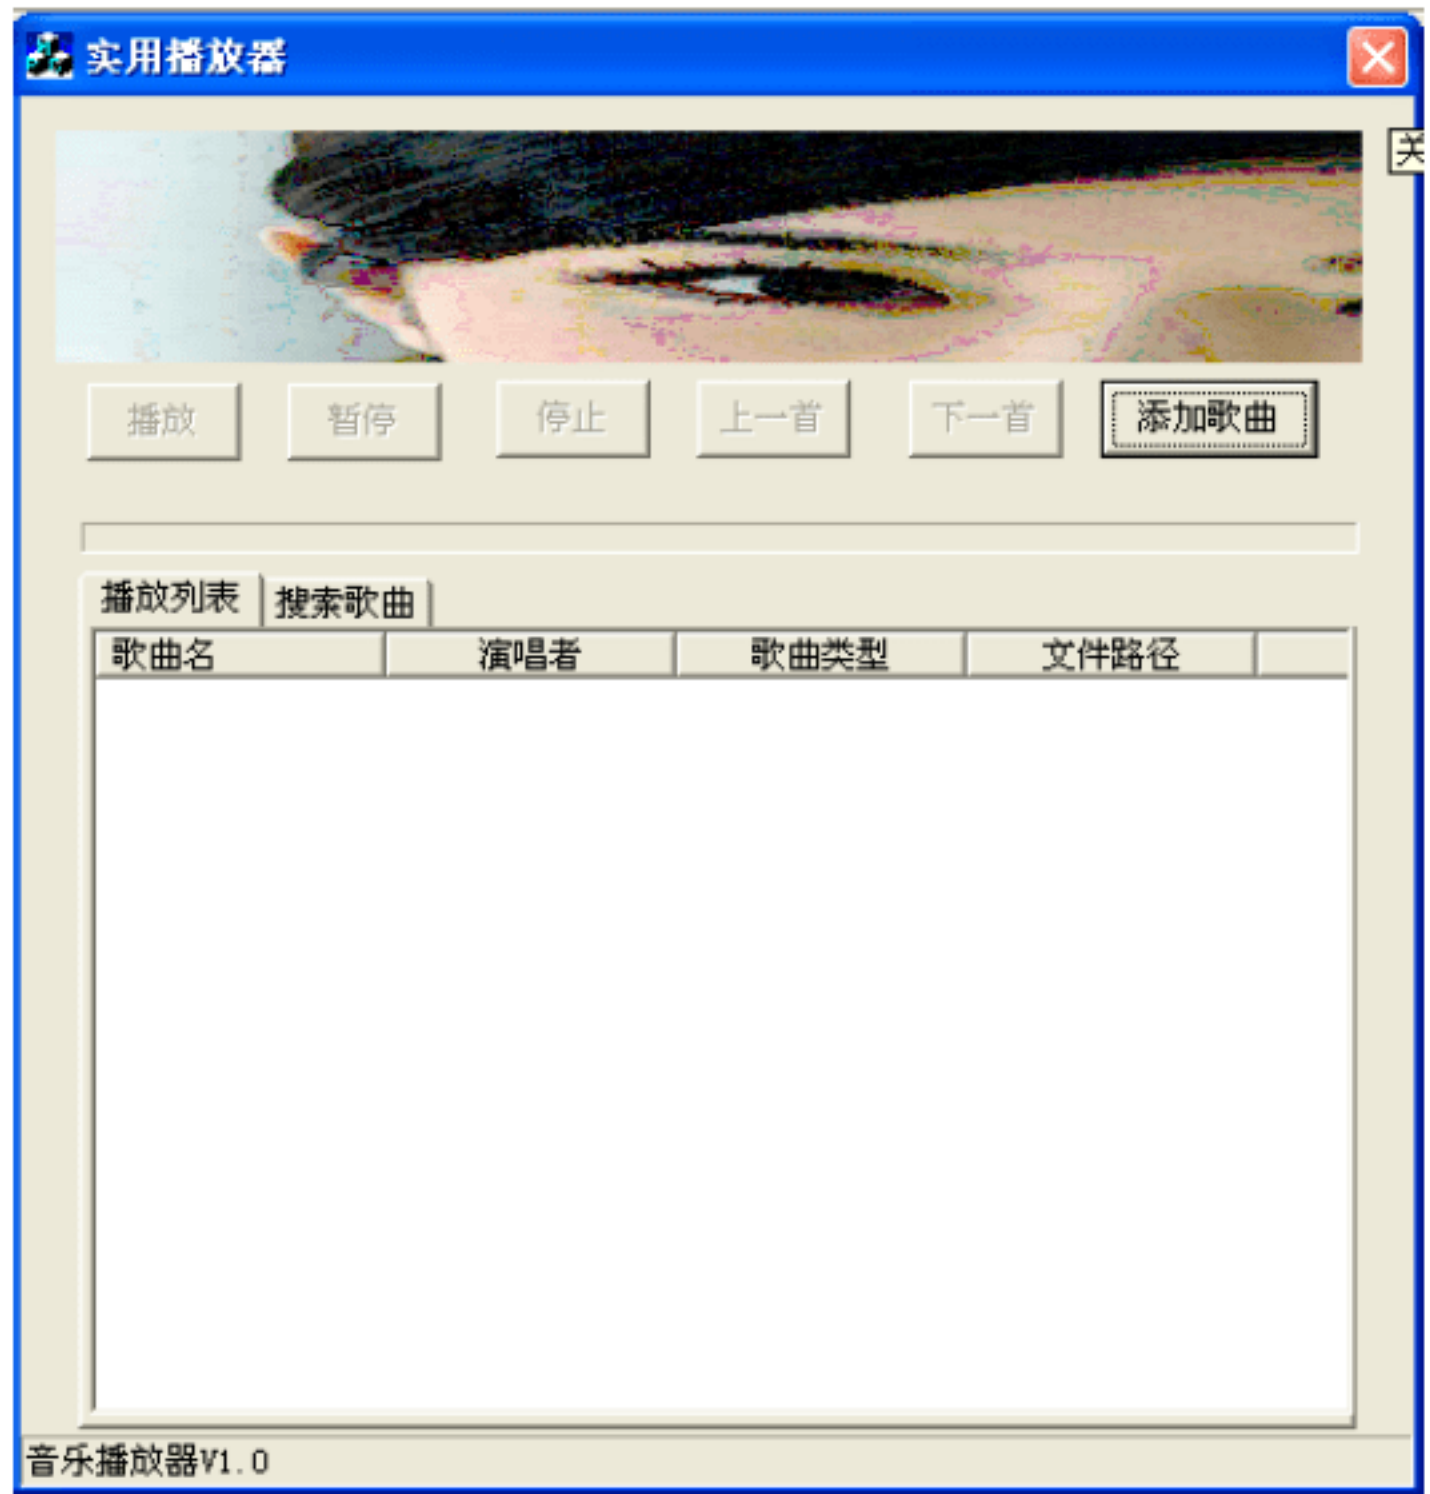 实用播放器
关
播放 暂停 停止 上一首 下一首 添加歌曲
播放列表 搜索歌曲
歌曲名 演唱者 歌曲类型 文件路径
音乐播放器V1.0